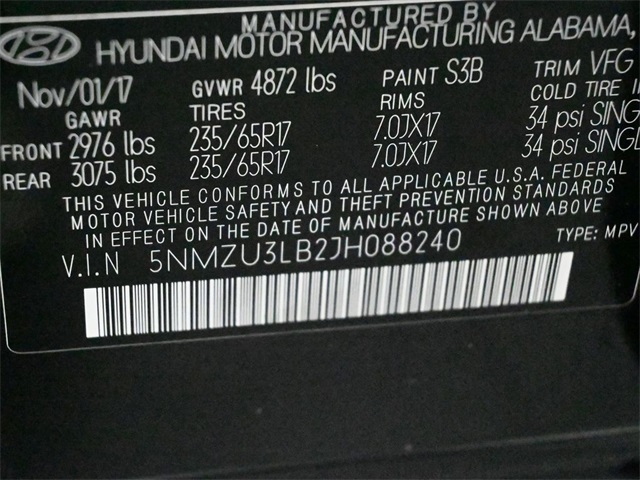 MANUFACTURED BY
HYUNDAI MOTOR MANUFACTURING ALABAMA,
Nov/01/17 GVWR 4872 lbs PAINT S3B TRIM VFG
GAWR TIRES RIMS COLD TIRE
FRONT 2976 lbs 235/65R17 7.0JX17 34 psi SINGL
REAR 3075 lbs 235/65R17 7.0JX17 34 psi SINGL
THIS VEHICLE CONFORMS TO ALL APPLICABLE U.S.A. FEDERAL
MOTOR VEHICLE SAFETY AND THEFT PREVENTION STANDARDS
IN EFFECT ON THE DATE OF MANUFACTURE SHOWN ABOVE.
V.I.N 5NMZU3LB2JH088240 TYPE: MPV